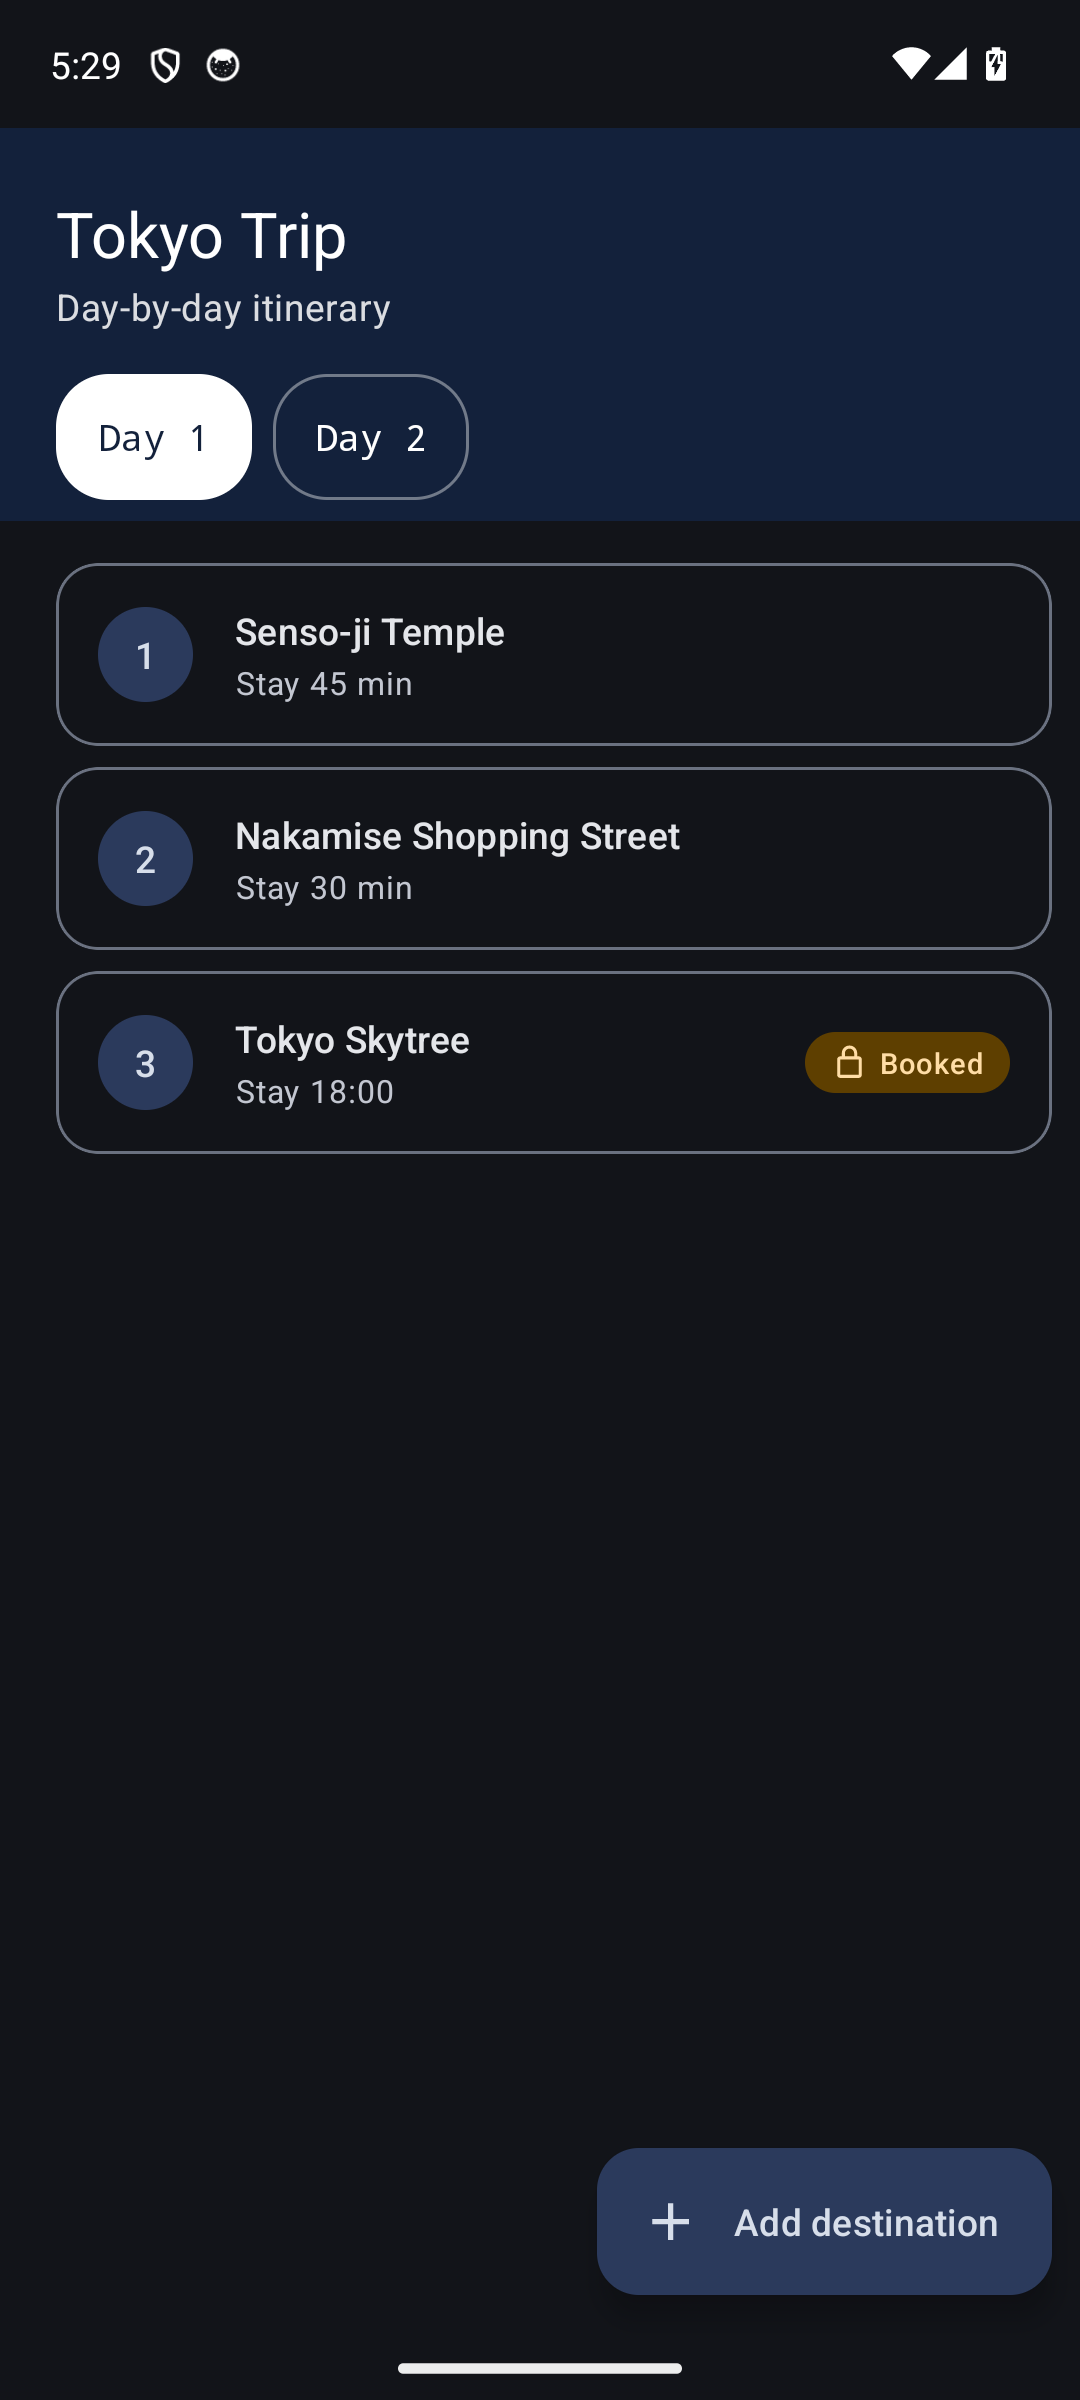 5:29
Tokyo Trip
Day-by-day itinerary
Day 1
Day 2
1
Senso-ji Temple
Stay 45 min
2
Nakamise Shopping Street
Stay 30 min
3
Tokyo Skytree
Stay 18:00
Booked
Add destination